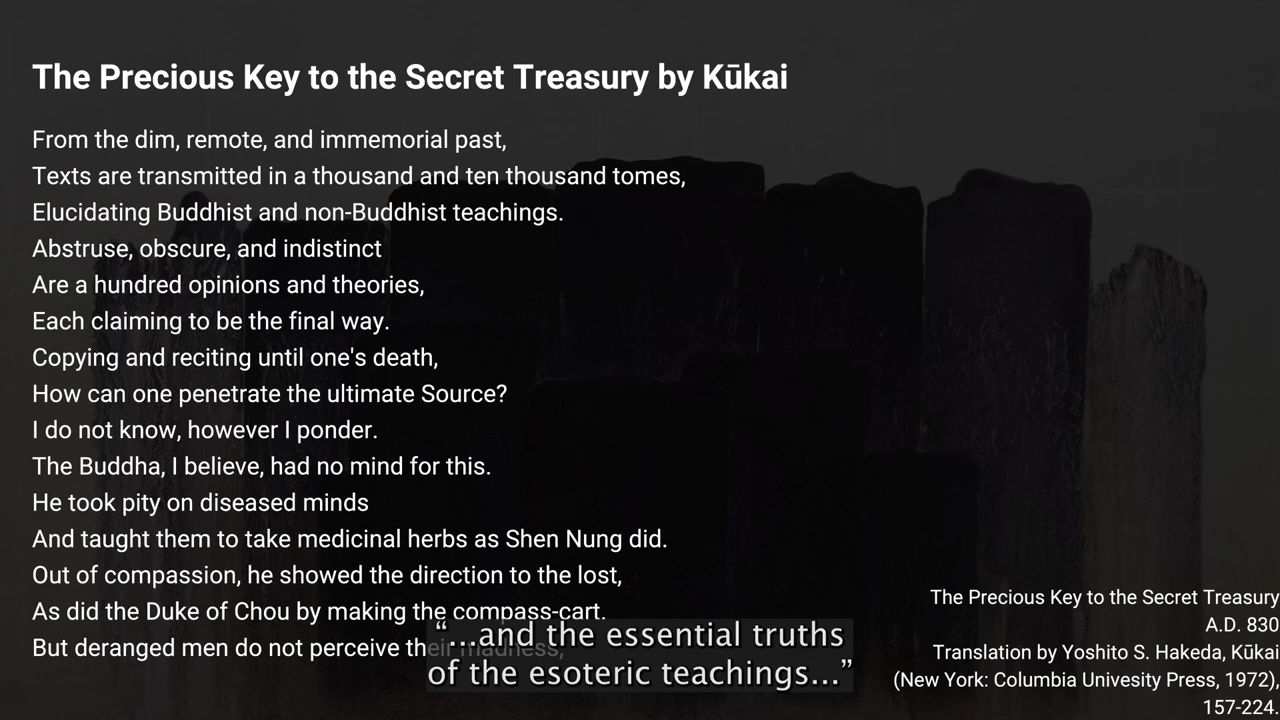 The Precious Key to the Secret Treasury by Kūkai
From the dim, remote, and immemorial past,
Texts are transmitted in a thousand and ten thousand tomes,
Elucidating Buddhist and non-Buddhist teachings.
Abstruse, obscure, and indistinct
Are a hundred opinions and theories,
Each claiming to be the final way.
Copying and reciting until one's death,
How can one penetrate the ultimate Source?
I do not know, however I ponder.
The Buddha, I believe, had no mind for this.
He took pity on diseased minds
And taught them to take medicinal herbs as Shen Nung did.
Out of compassion, he showed the direction to the lost,
As did the Duke of Chou by making the compass-cart.
But deranged men do not perceive their madness;
“...and the essential truths
of the esoteric teachings...”
The Precious Key to the Secret Treasury
A.D. 830
Translation by Yoshito S. Hakeda, Kūkai
(New York: Columbia Univesity Press, 1972),
157-224.